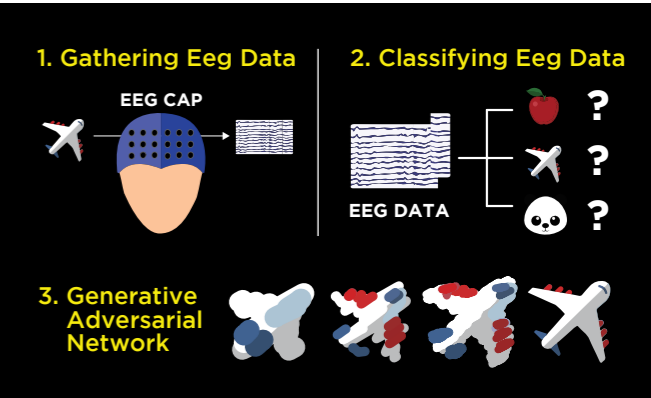 1. Gathering Eeg Data
EEG CAP
2. Classifying Eeg Data
?
?
?
EEG DATA
3. Generative
Adversarial
Network